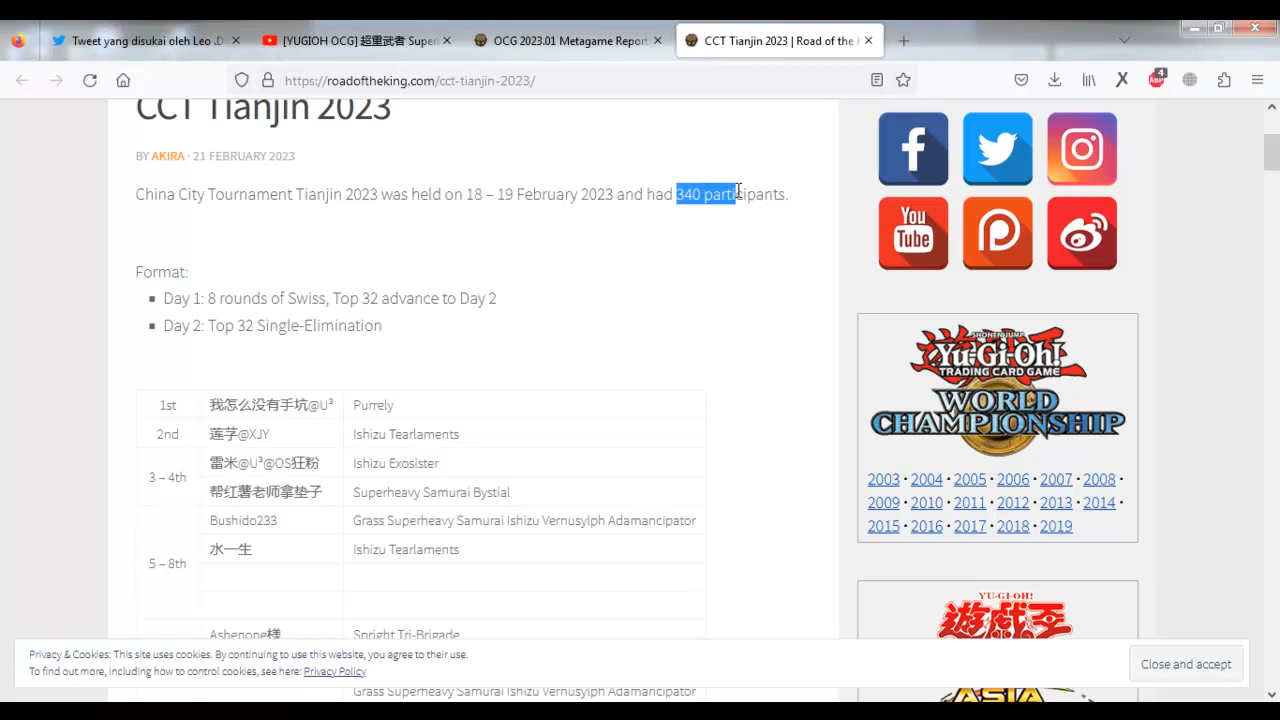 Tweet yang disukai oleh Leo .D
[YUGIOH OCG] 超重武者 Super
OCG 2023.01 Metagame Report
CCT Tianjin 2023 | Road of the K
https://roadoftheking.com/cct-tianjin-2023/
4
ABP
CCT Tianjin 2023
BY AKIRA · 21 FEBRUARY 2023
China City Tournament Tianjin 2023 was held on 18 – 19 February 2023 and had 340 participants.
Format:
Day 1: 8 rounds of Swiss, Top 32 advance to Day 2
Day 2: Top 32 Single-Elimination
1st 我怎么没有手坑@U³ Purrely
2nd 莲芓@XJY Ishizu Tearlaments
3 – 4th 雷米@U³@OS狂粉 Ishizu Exosister
帮红薯老师拿垫子 Superheavy Samurai Bystial
5 – 8th Bushido233 Grass Superheavy Samurai Ishizu Vernusylph Adamancipator
水一生 Ishizu Tearlaments
Ashenone様 Spright Tri-Brigade
Grass Superheavy Samurai Ishizu Vernusylph Adamancipator
You
Tube
SHONEN JUMP
Yu-Gi-Oh!
TRADING CARD GAME
WORLD
CHAMPIONSHIP
2003 · 2004 · 2005 · 2006 · 2007 · 2008 ·
2009 · 2010 · 2011 · 2012 · 2013 · 2014 ·
2015 · 2016 · 2017 · 2018 · 2019
YU-GI-OH!
遊戯王
ASIA
Privacy & Cookies: This site uses cookies. By continuing to use this website, you agree to their use.
To find out more, including how to control cookies, see here: Privacy Policy
Close and accept